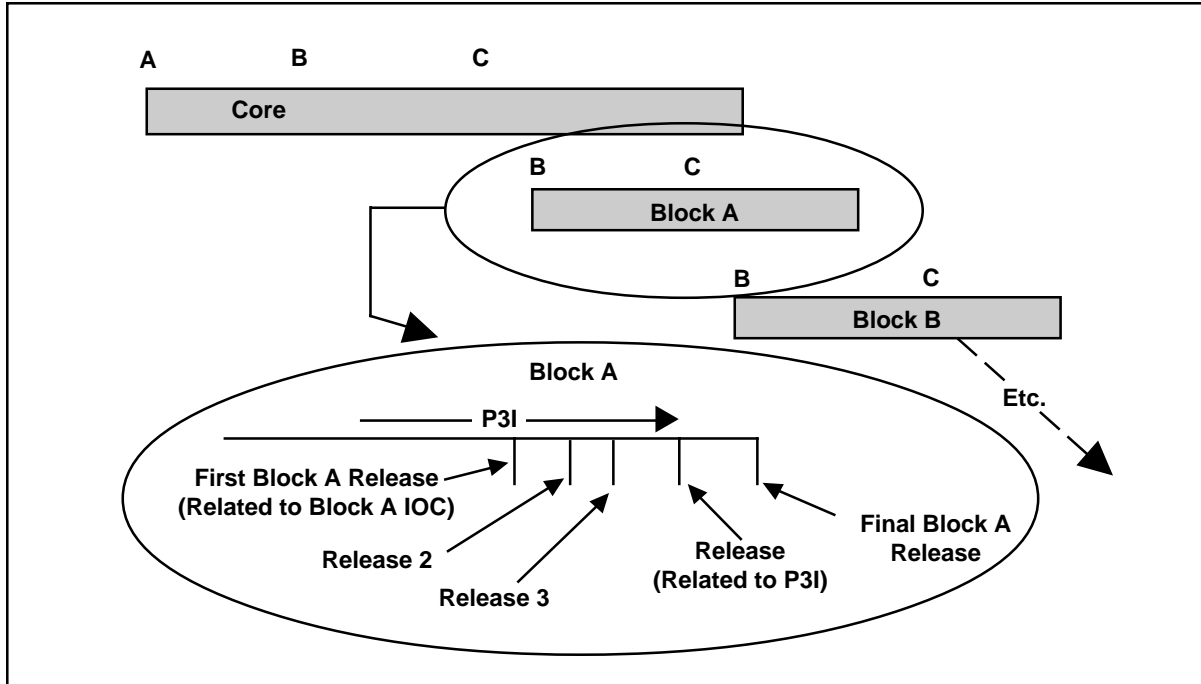 A B C
Core
B C
Block A
B C
Block B
Etc.
Block A
P3I
First Block A Release
(Related to Block A IOC)
Release 2
Release 3
Release
(Related to P3I)
Final Block A
Release